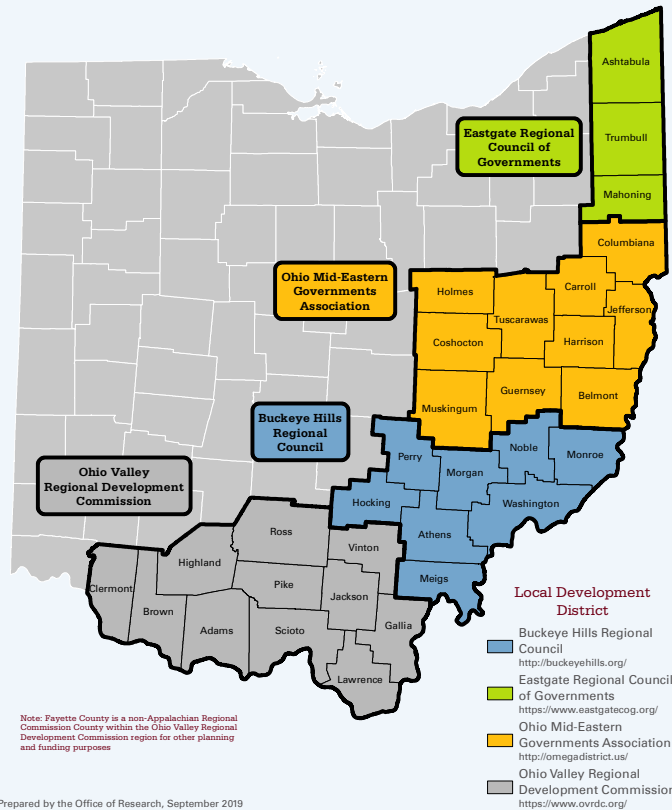 Ashtabula
Trumbull
Mahoning
Eastgate Regional
Council of
Governments
Columbiana
Ohio Mid-Eastern
Governments
Association
Holmes
Carroll
Jefferson
Tuscarawas
Coshocton
Harrison
Guernsey
Belmont
Muskingum
Buckeye Hills
Regional
Council
Noble
Monroe
Perry
Morgan
Ohio Valley
Regional Development
Commission
Hocking
Washington
Ross
Athens
Vinton
Highland
Meigs
Pike
Clermont
Jackson
Brown
Gallia
Adams
Scioto
Lawrence
Local Development
District
Buckeye Hills Regional
Council
http://buckeyehills.org/
Eastgate Regional Council
of Governments
https://www.eastgatecog.org/
Ohio Mid-Eastern
Governments Association
http://omegadistrict.us/
Ohio Valley Regional
Development Commission
https://www.ovrdc.org/
Note: Fayette County is a non-Appalachian Regional
Commission County within the Ohio Valley Regional
Development Commission region for other planning
and funding purposes
Prepared by the Office of Research, September 2019